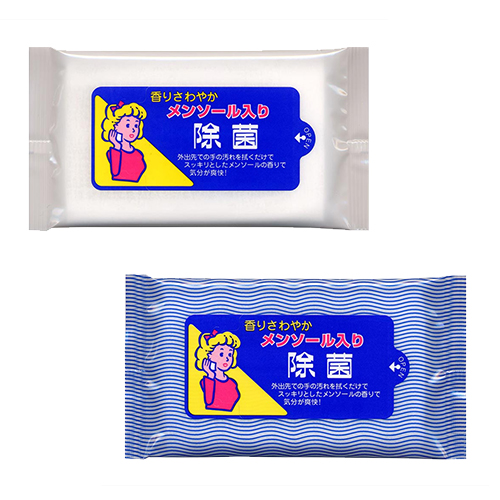 香りさわやか
メンソール入り
除菌
OPEN
外出先での手の汚れを拭くだけで
スッキリとしたメンソールの香りで
気分が爽快!
香りさわやか
メンソール入り
除菌
OPEN
外出先での手の汚れを拭くだけで
スッキリとしたメンソールの香りで
気分が爽快!